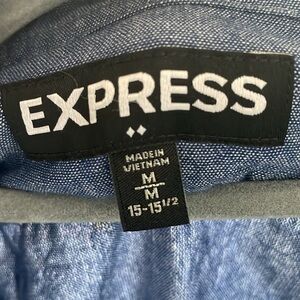 EXPRESS
MADE IN
VIETNAM
M
M
15-15 1/2